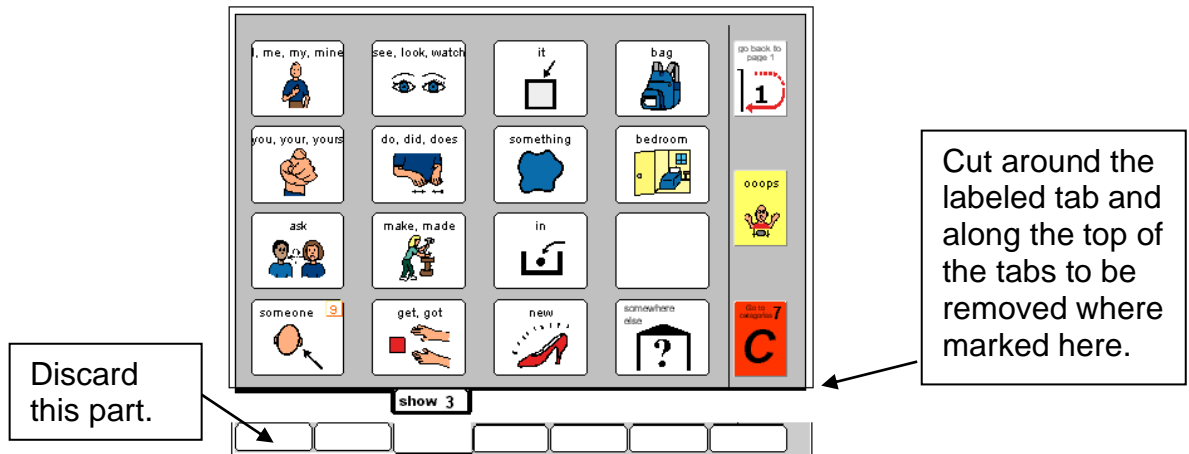 I, me, my, mine
see, look, watch
it
bag
go back to
page 1
1
you, your, yours
do, did, does
something
bedroom
ooops
ask
make, made
in
someone 9
get, got
new
somewhere
else
?
Go to
categories 7
C
show 3
Discard
this part.
Cut around the
labeled tab and
along the top of
the tabs to be
removed where
marked here.